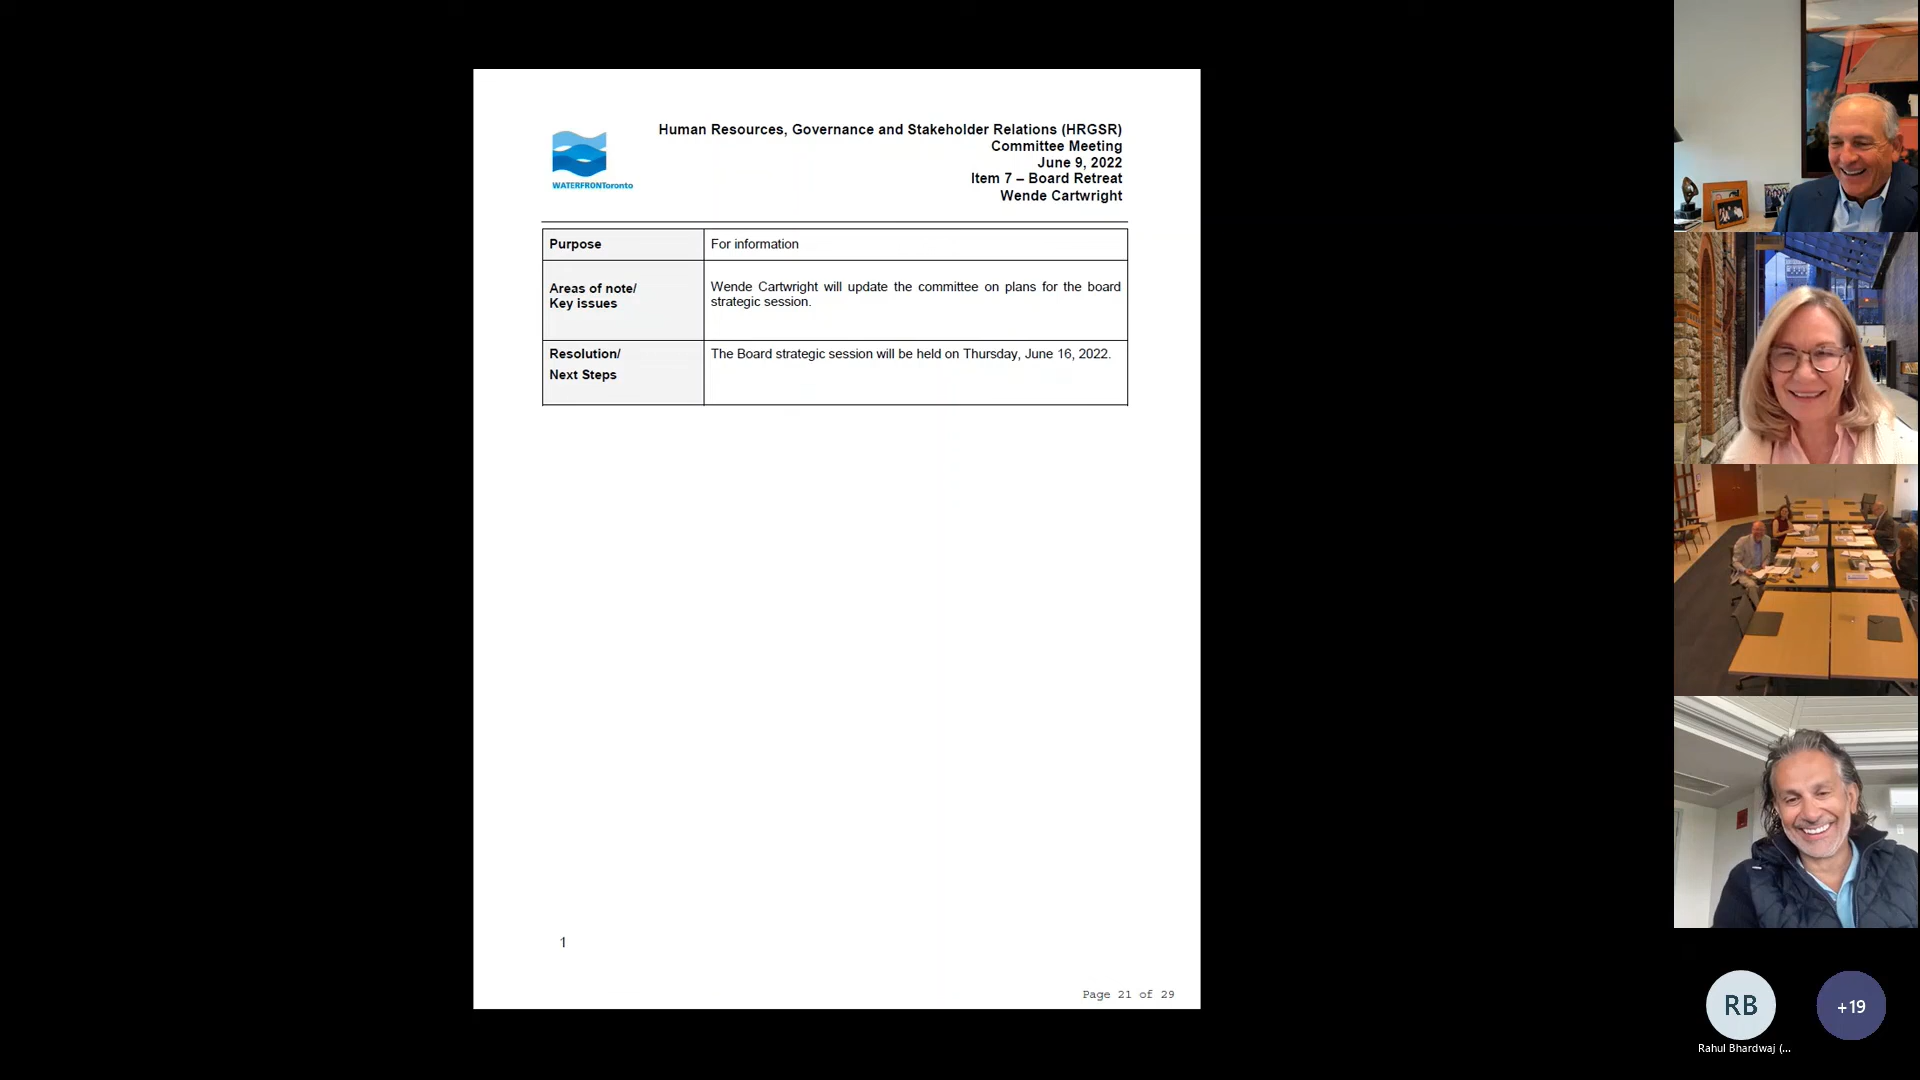 Human Resources, Governance and Stakeholder Relations (HRGSR)
Committee Meeting
June 9, 2022
Item 7 – Board Retreat
Wende Cartwright
WATERFRONToronto
Purpose
For information
Areas of note/
Key issues
Wende Cartwright will update the committee on plans for the board
strategic session.
Resolution/
Next Steps
The Board strategic session will be held on Thursday, June 16, 2022.
1
Page 21 of 29
RB
+19
Rahul Bhardwaj (...